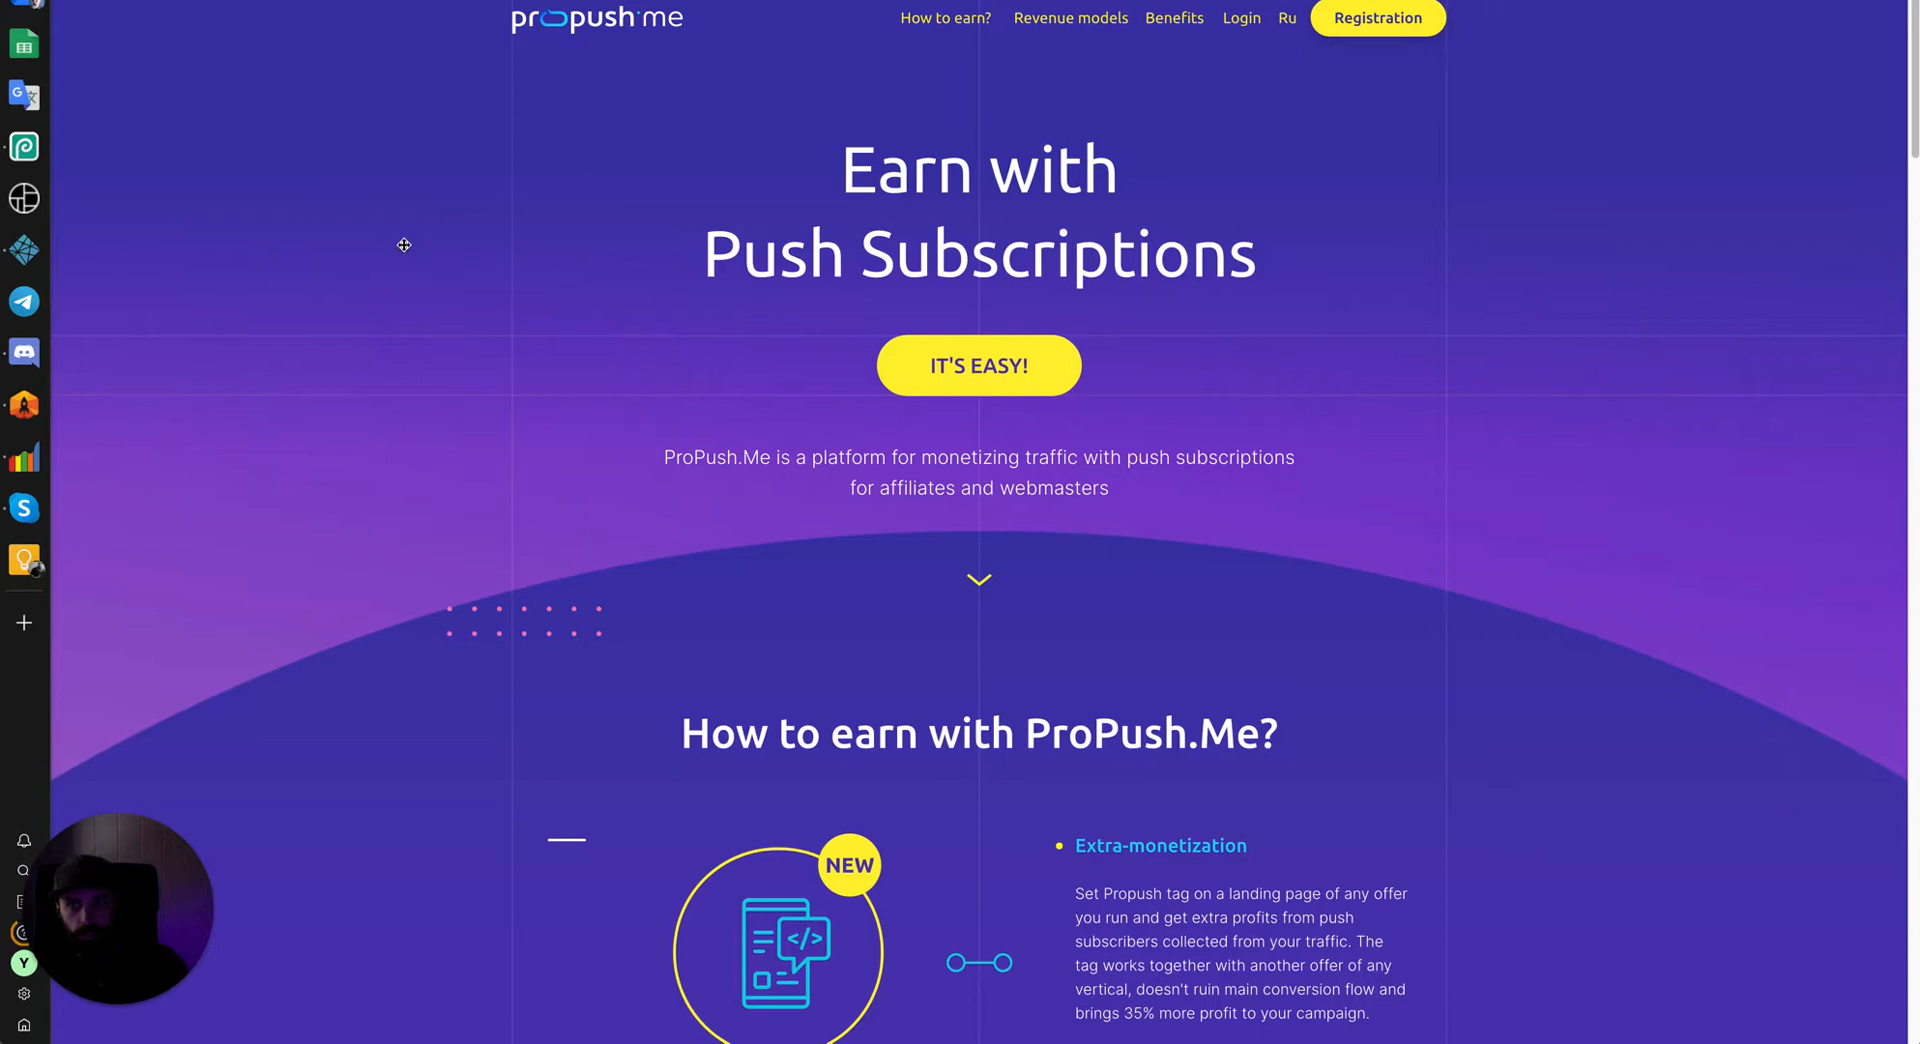 propush.me
How to earn?
Revenue models
Benefits
Login
Ru
Registration
Earn with
Push Subscriptions
IT'S EASY!
ProPush.Me is a platform for monetizing traffic with push subscriptions
for affiliates and webmasters
How to earn with ProPush.Me?
NEW
</>
Extra-monetization
Set Propush tag on a landing page of any offer
you run and get extra profits from push
subscribers collected from your traffic. The
tag works together with another offer of any
vertical, doesn't ruin main conversion flow and
brings 35% more profit to your campaign.
G
S
Y